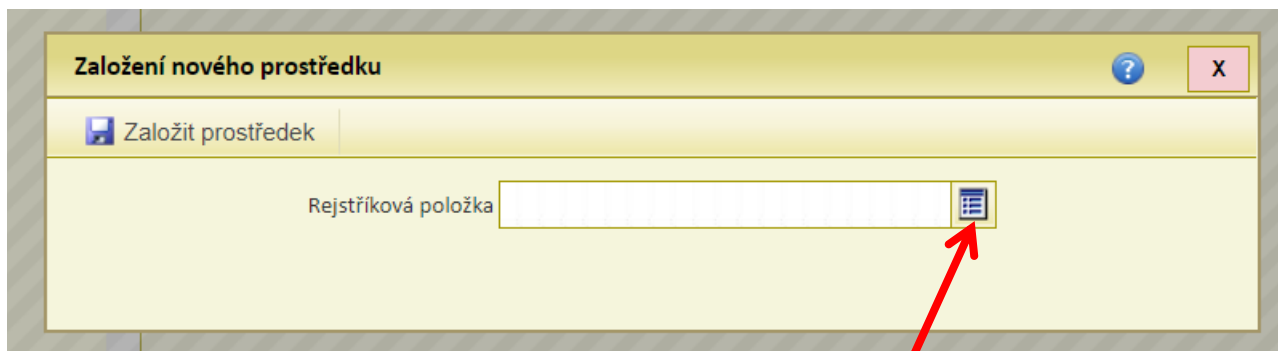 Založení nového prostředku
X
Založit prostředek
Rejstříková položka